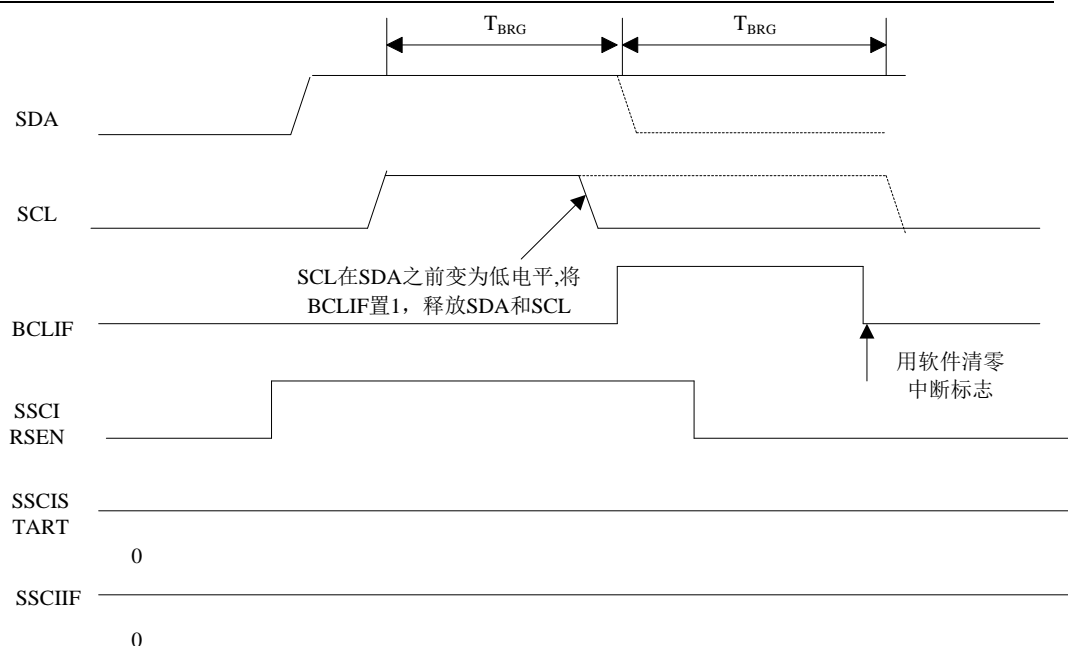 TBRG
TBRG
SDA
SCL
SCL在SDA之前变为低电平,将
BCLIF置1，释放SDA和SCL
BCLIF
用软件清零
中断标志
SSCI
RSEN
SSCIS
TART
0
SSCIIF
0